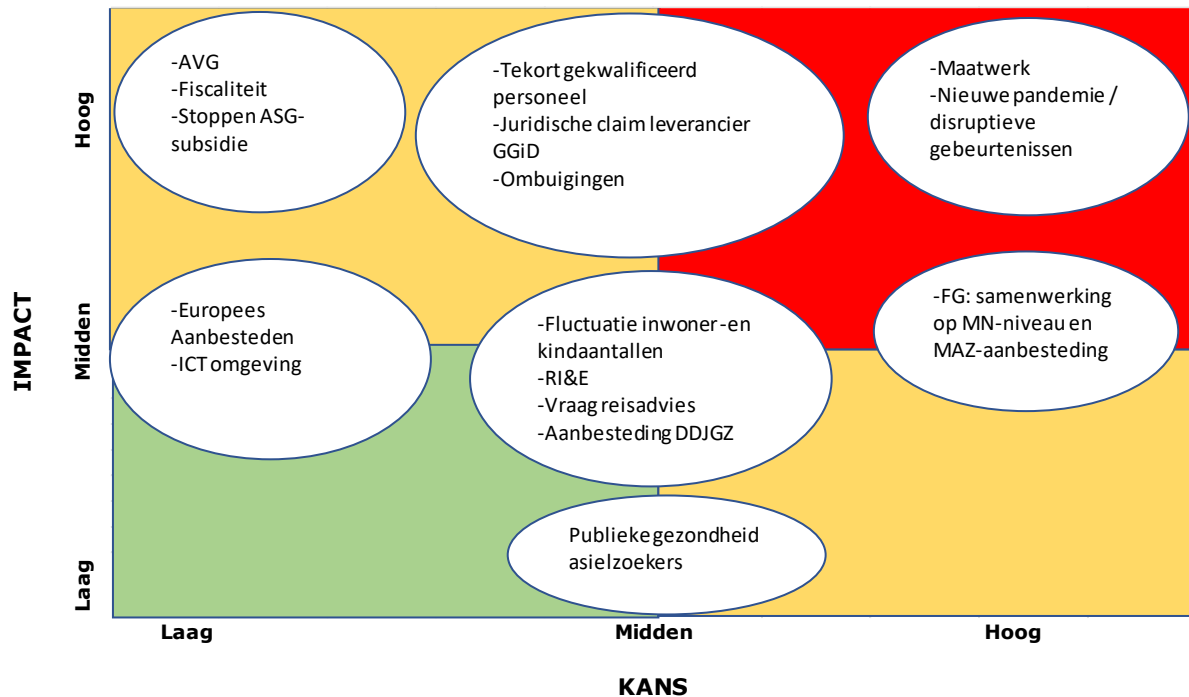 IMPACT
Hoog
Midden
Laag
-AVG
-Fiscaliteit
-Stoppen ASG-
subsidie
-Tekort gekwalificeerd
personeel
-Juridische claim leverancier
GGiD
-Ombuigingen
-Maatwerk
-Nieuwe pandemie /
disruptieve
gebeurtenissen
-Europees
Aanbesteden
-ICT omgeving
-Fluctuatie inwoner-en
kindaantallen
-RI&E
-Vraag reisadvies
-Aanbesteding DDJGZ
-FG: samenwerking
op MN-niveau en
MAZ-aanbesteding
Publieke gezondheid
asielzoekers
Laag
Midden
Hoog
KANS